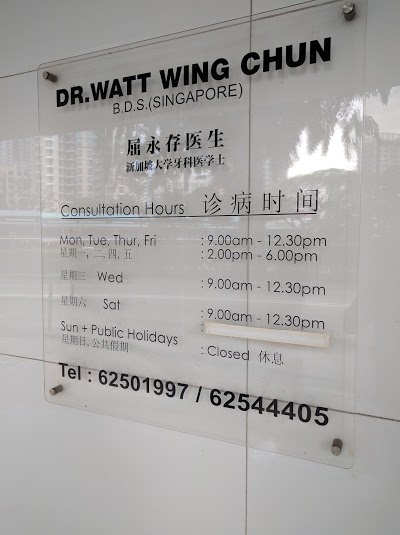 DR.WATT WING CHUN
B.D.S.(SINGAPORE)
屈永存医生
新加坡大学牙科医学士
Consultation Hours 诊病时间
Mon, Tue, Thur, Fri : 9.00am - 12.30pm
星期一, 二, 四, 五 : 2.00pm - 6.00pm
星期三 Wed : 9.00am - 12.30pm
星期六 Sat : 9.00am - 12.30pm
Sun + Public Holidays : Closed 休息
星期日, 公共假期
Tel : 62501997 / 62544405